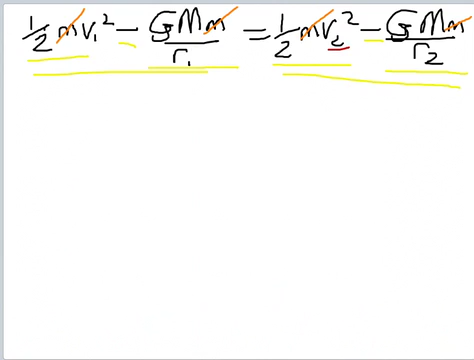 ½mv₁² − GMm/r₁ = ½mv₂² − GMm/r₂